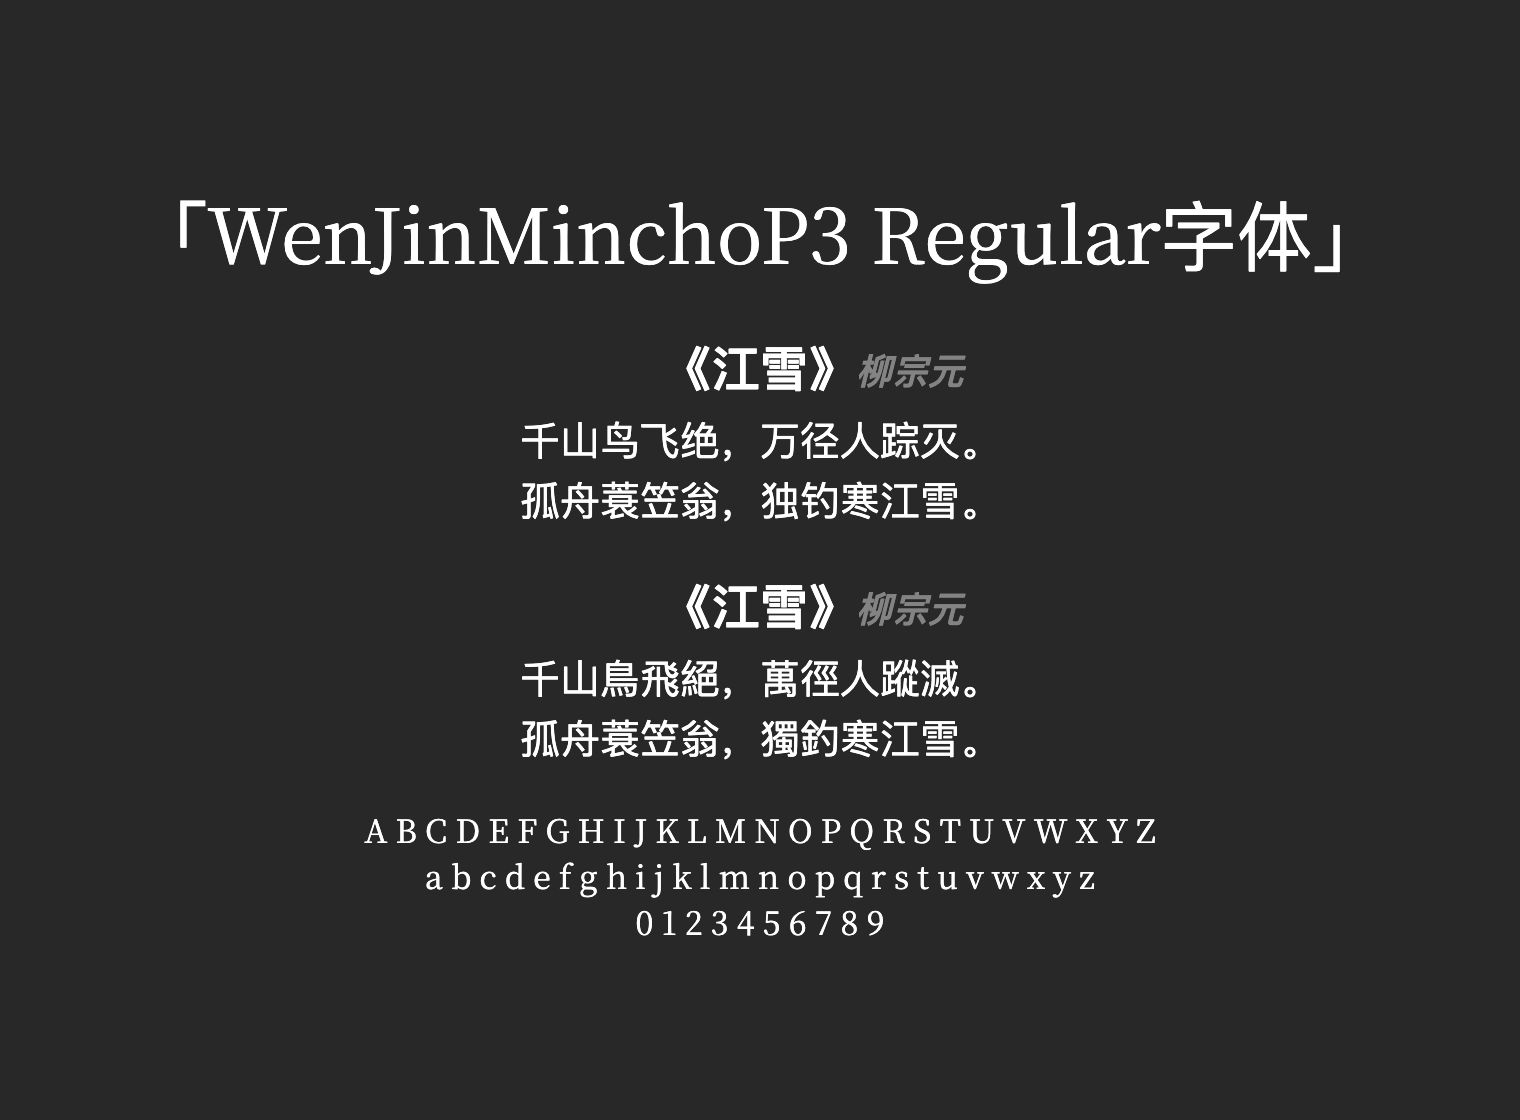 「WenJinMinchoP3 Regular字体」
《江雪》柳宗元
千山鸟飞绝，万径人踪灭。
孤舟蓑笠翁，独钓寒江雪。
《江雪》柳宗元
千山鳥飛絕，萬徑人蹤滅。
孤舟蓑笠翁，獨釣寒江雪。
A B C D E F G H I J K L M N O P Q R S T U V W X Y Z
a b c d e f g h i j k l m n o p q r s t u v w x y z
0 1 2 3 4 5 6 7 8 9